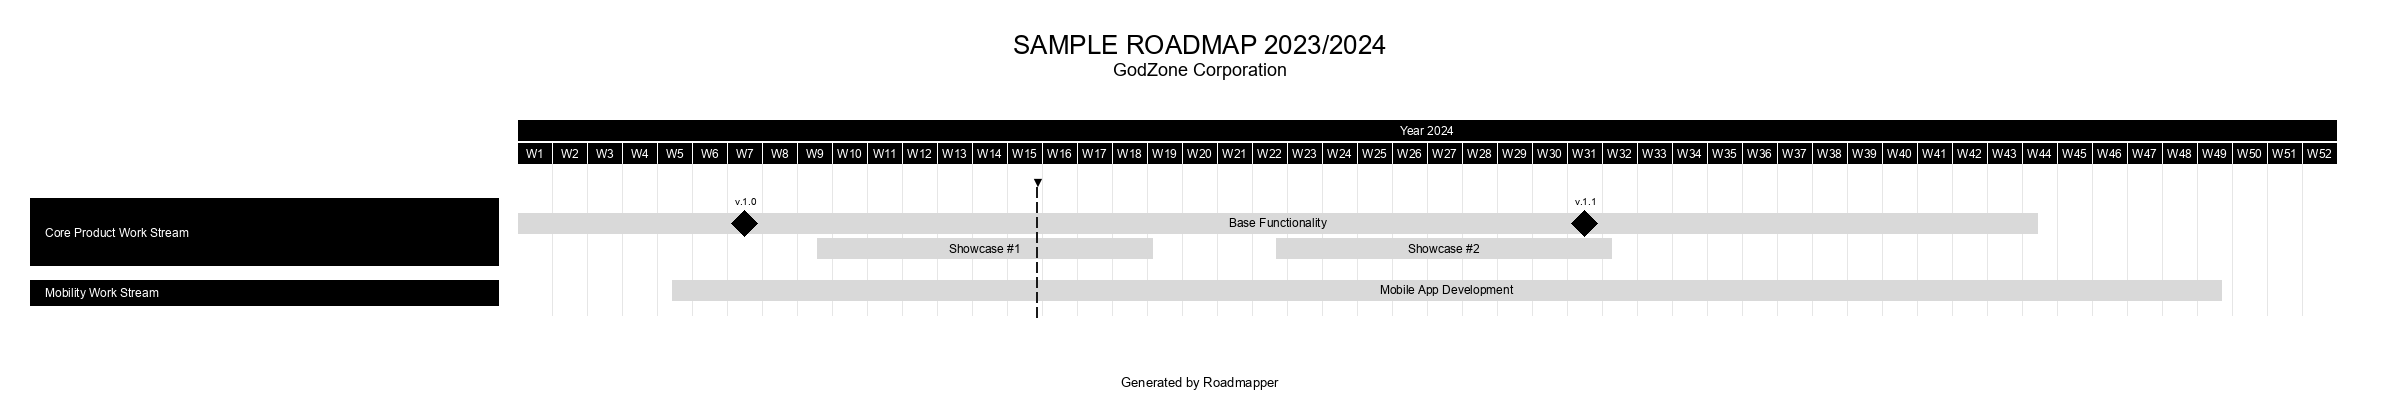 SAMPLE ROADMAP 2023/2024
GodZone Corporation
Year 2024
W1 W2 W3 W4 W5 W6 W7 W8 W9 W10 W11 W12 W13 W14 W15 W16 W17 W18 W19 W20 W21 W22 W23 W24 W25 W26 W27 W28 W29 W30 W31 W32 W33 W34 W35 W36 W37 W38 W39 W40 W41 W42 W43 W44 W45 W46 W47 W48 W49 W50 W51 W52
v.1.0 v.1.1
Base Functionality
Core Product Work Stream
Showcase #1 Showcase #2
Mobility Work Stream Mobile App Development
Generated by Roadmapper